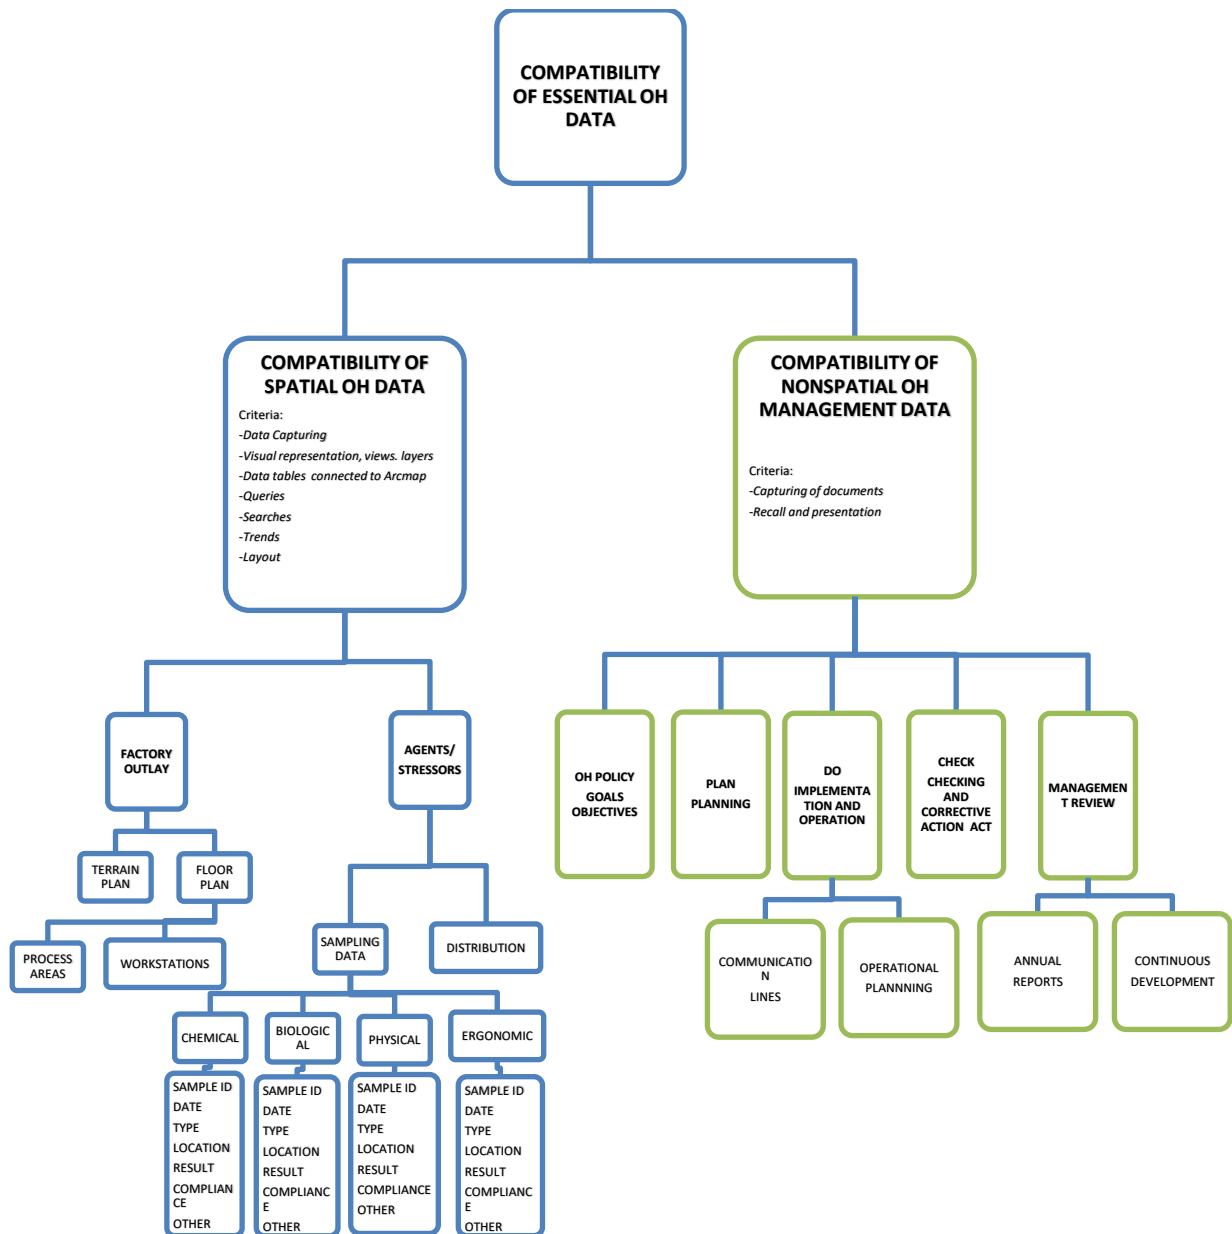 COMPATIBILITY
OF ESSENTIAL OH
DATA
COMPATIBILITY OF
SPATIAL OH DATA
Criteria:
-Data Capturing
-Visual representation, views. layers
-Data tables connected to Arcmap
-Queries
-Searches
-Trends
-Layout
COMPATIBILITY OF
NONSPATIAL OH
MANAGEMENT DATA
Criteria:
-Capturing of documents
-Recall and presentation
FACTORY
OUTLAY
AGENTS/
STRESSORS
OH POLICY
GOALS
OBJECTIVES
PLAN
PLANNING
DO
IMPLEMENTA
TION AND
OPERATION
CHECK
CHECKING
AND
CORRECTIVE
ACTION ACT
MANAGEMEN
T REVIEW
TERRAIN
PLAN
FLOOR
PLAN
PROCESS
AREAS
WORKSTATIONS
SAMPLING
DATA
DISTRIBUTION
COMMUNICATIO
N
LINES
OPERATIONAL
PLANNNING
ANNUAL
REPORTS
CONTINUOUS
DEVELOPMENT
CHEMICAL
BIOLOGIC
AL
PHYSICAL
ERGONOMIC
SAMPLE ID
DATE
TYPE
LOCATION
RESULT
COMPLIAN
CE
OTHER
SAMPLE ID
DATE
TYPE
LOCATION
RESULT
COMPLIANC
E
OTHER
SAMPLE ID
DATE
TYPE
LOCATION
RESULT
COMPLIANCE
OTHER
SAMPLE ID
DATE
TYPE
LOCATION
RESULT
COMPLIANC
E
OTHER